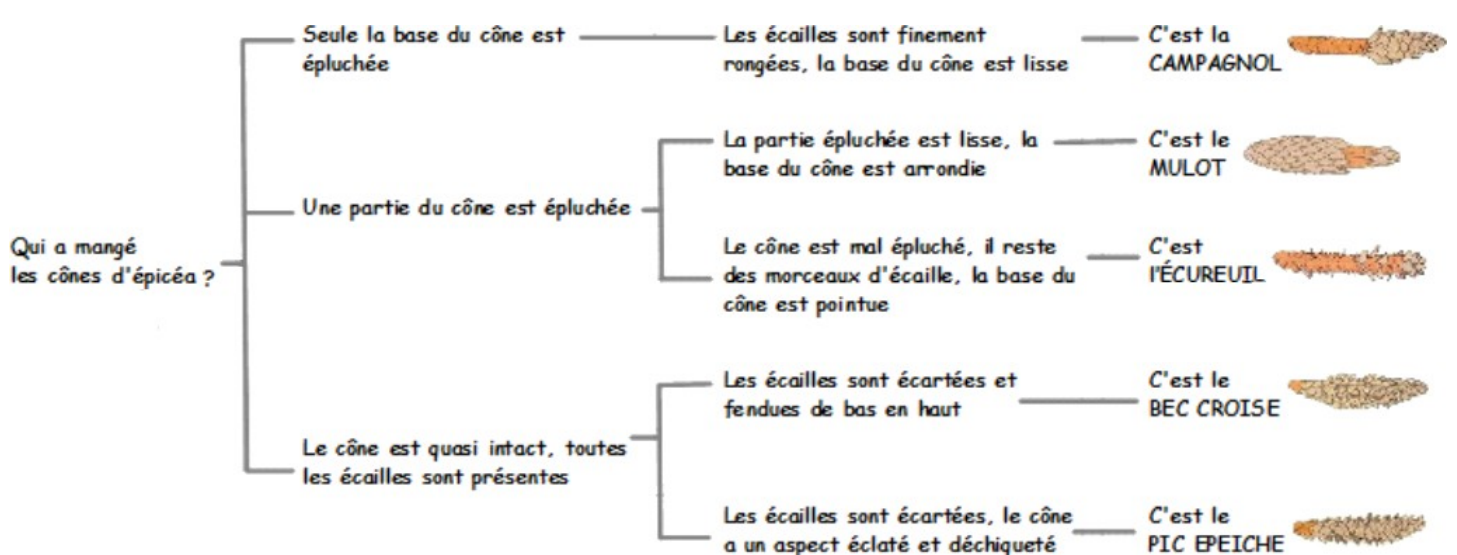 Qui a mangé
les cônes d'épicéa ?
Seule la base du cône est
épluchée
Les écailles sont finement
rongées, la base du cône est lisse
C'est la
CAMPAGNOL
Une partie du cône est épluchée
La partie épluchée est lisse, la
base du cône est arrondie
C'est le
MULOT
Le cône est mal épluché, il reste
des morceaux d'écaille, la base du
cône est pointue
C'est
l'ÉCUREUIL
Le cône est quasi intact, toutes
les écailles sont présentes
Les écailles sont écartées et
fendues de bas en haut
C'est le
BEC CROISE
Les écailles sont écartées, le cône
a un aspect éclaté et déchiqueté
C'est le
PIC EPEICHE